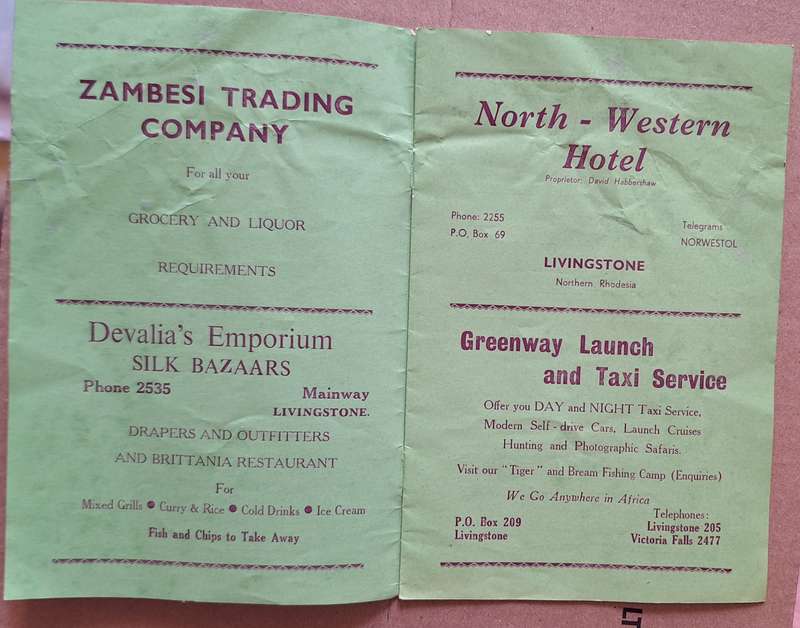 ZAMBESI TRADING
COMPANY
For all your
GROCERY AND LIQUOR
REQUIREMENTS
Devalia's Emporium
SILK BAZAARS
Phone 2535
Mainway
LIVINGSTONE.
DRAPERS AND OUTFITTERS
AND BRITTANIA RESTAURANT
For
Mixed Grills ● Curry & Rice ● Cold Drinks ● Ice Cream
Fish and Chips to Take Away
North - Western
Hotel
Proprietor: David Habbershaw
Phone: 2255
P.O. Box 69
Telegrams
NORWESTOL
LIVINGSTONE
Northern Rhodesia
Greenway Launch
and Taxi Service
Offer you DAY and NIGHT Taxi Service,
Modern Self - drive Cars, Launch Cruises
Hunting and Photographic Safaris.
Visit our "Tiger" and Bream Fishing Camp (Enquiries)
We Go Anywhere in Africa
P.O. Box 209
Livingstone
Telephones:
Livingstone 205
Victoria Falls 2477
LT